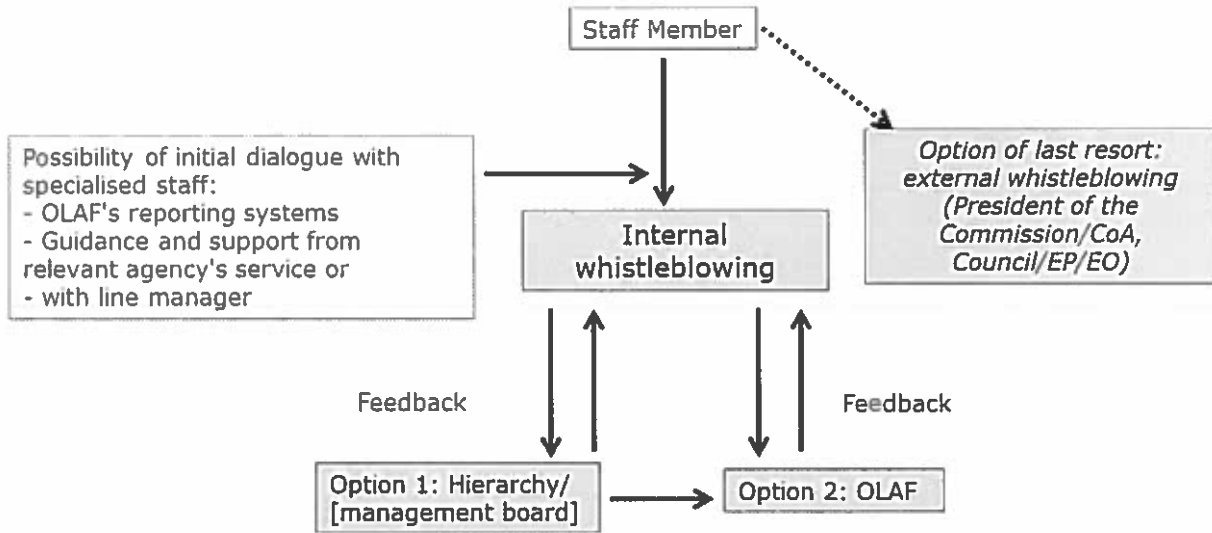 Staff Member
Possibility of initial dialogue with
specialised staff:
- OLAF's reporting systems
- Guidance and support from
relevant agency's service or
- with line manager
Option of last resort:
external whistleblowing
(President of the
Commission/CoA,
Council/EP/EO)
Internal
whistleblowing
Feedback
Feedback
Option 1: Hierarchy/
[management board]
Option 2: OLAF